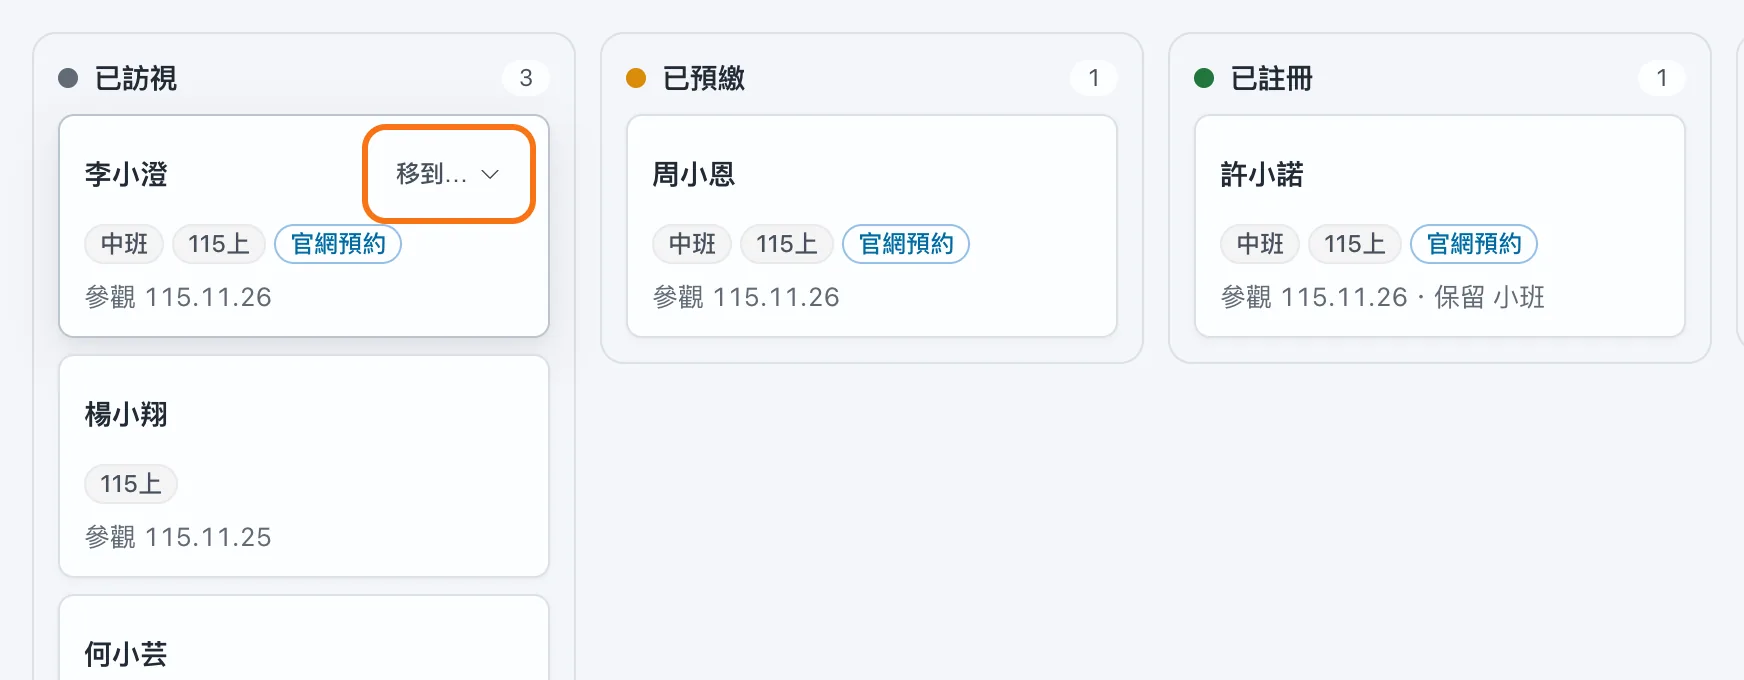 已訪視 3
李小澄 移到...
中班 115上 官網預約
參觀 115.11.26
楊小翔
115上
參觀 115.11.25
何小芸
已預繳 1
周小恩
中班 115上 官網預約
參觀 115.11.26
已註冊 1
許小諾
中班 115上 官網預約
參觀 115.11.26 · 保留 小班